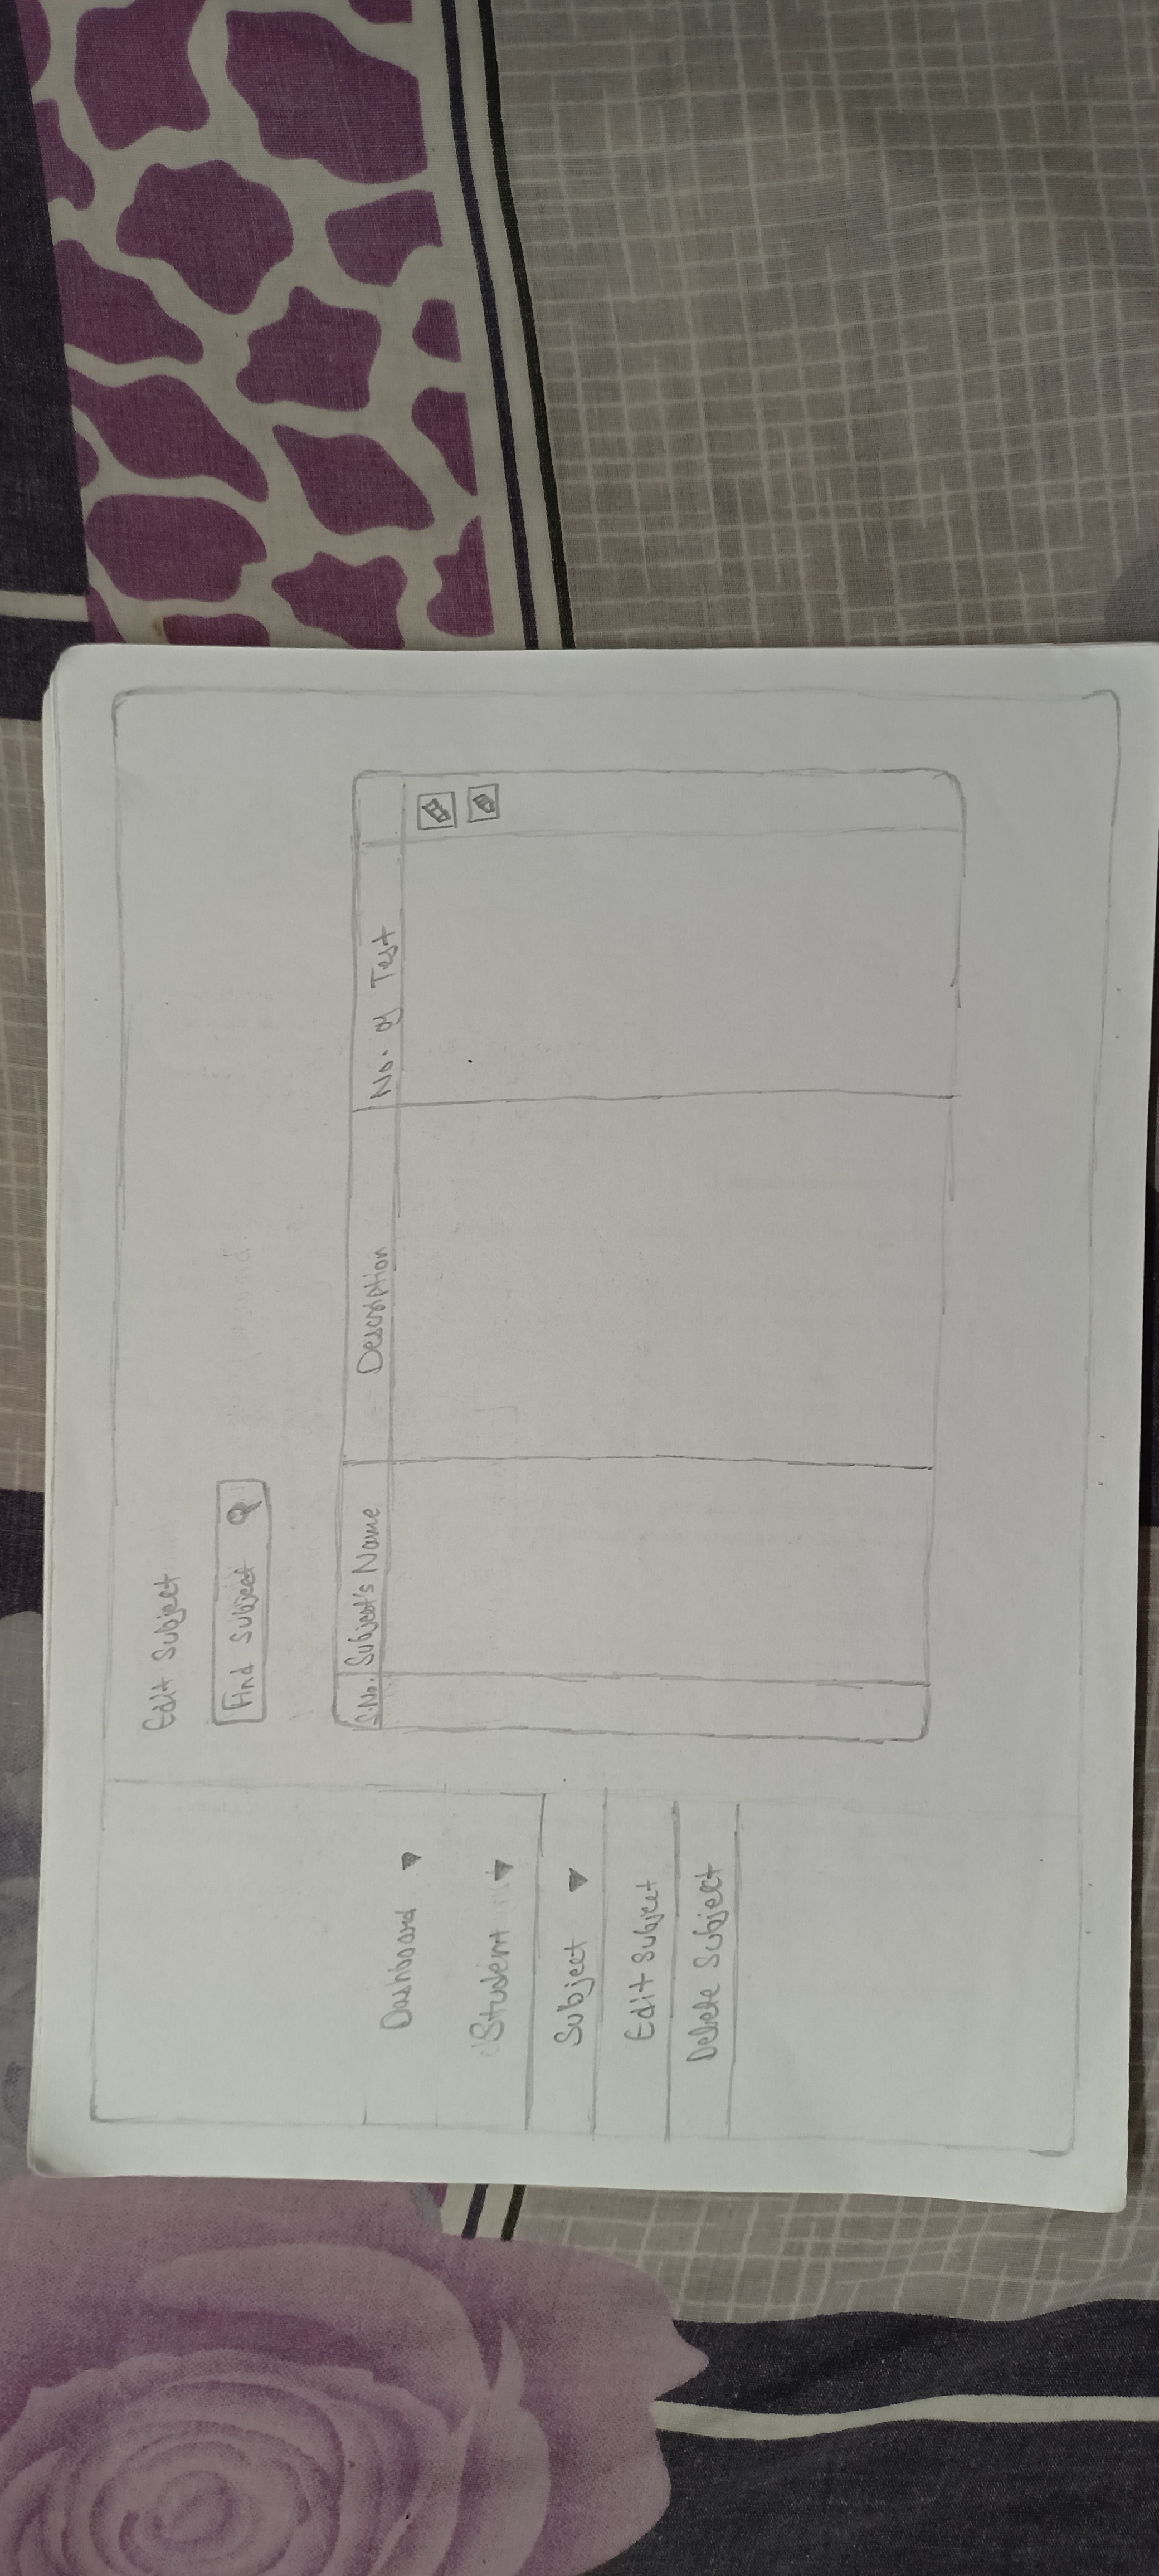 Edit Subject
Find Subject
S.No. Subject's Name Description No. of Test
Dashboard
Student
Subject
Edit Subject
Delete Subject